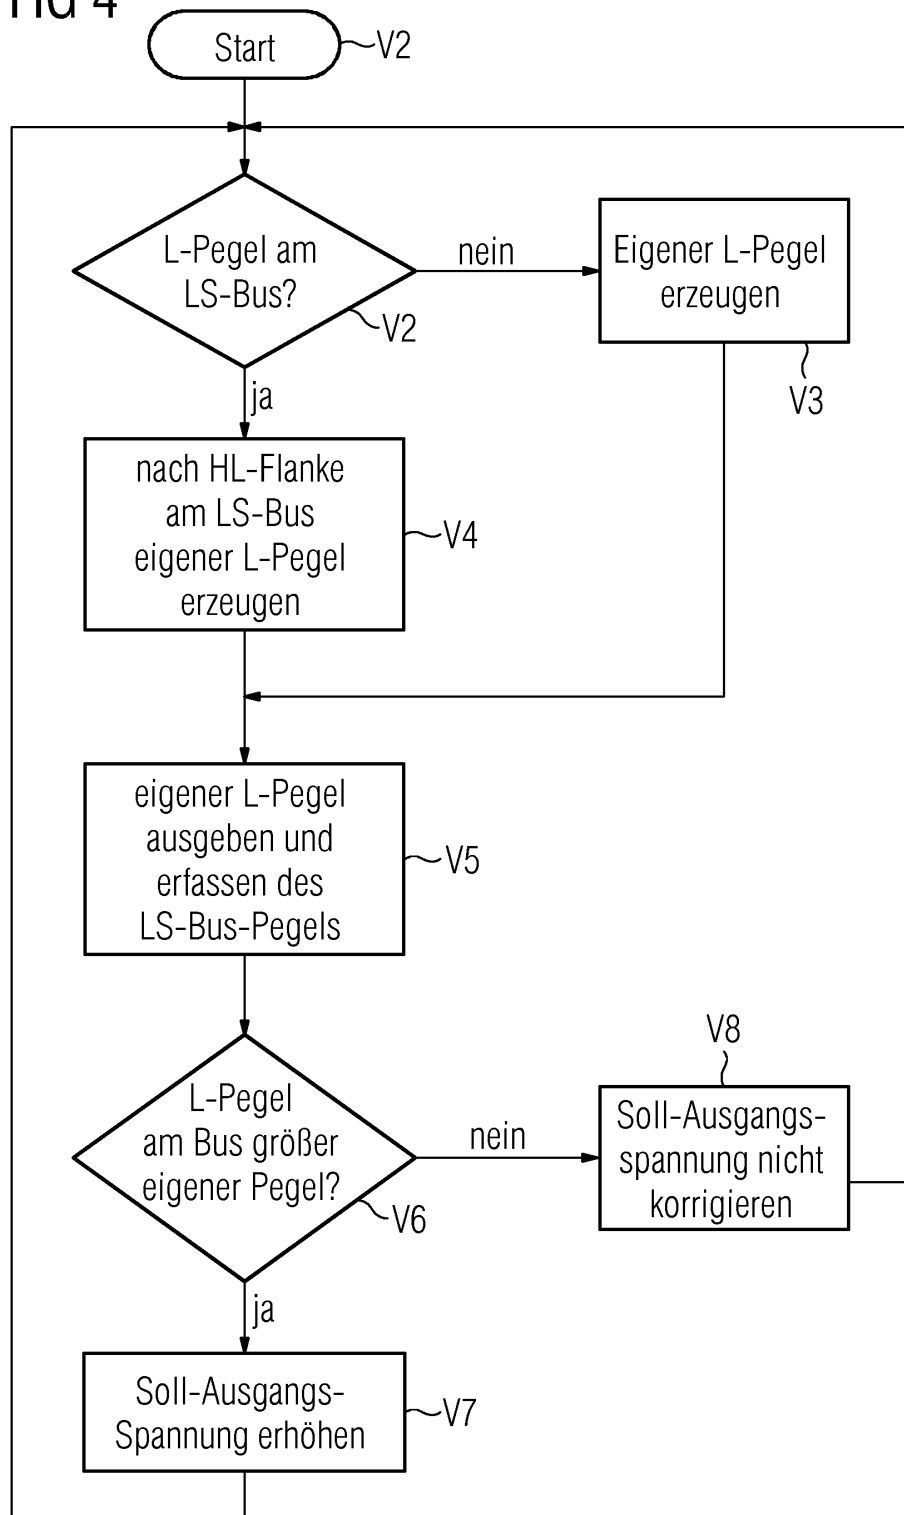 FIG 4
Start
V2
L-Pegel am
LS-Bus?
V2
nein
Eigener L-Pegel
erzeugen
V3
ja
nach HL-Flanke
am LS-Bus
eigener L-Pegel
erzeugen
V4
eigener L-Pegel
ausgeben und
erfassen des
LS-Bus-Pegels
V5
L-Pegel
am Bus größer
eigener Pegel?
V6
nein
V8
Soll-Ausgangs-
spannung nicht
korrigieren
ja
Soll-Ausgangs-
Spannung erhöhen
V7